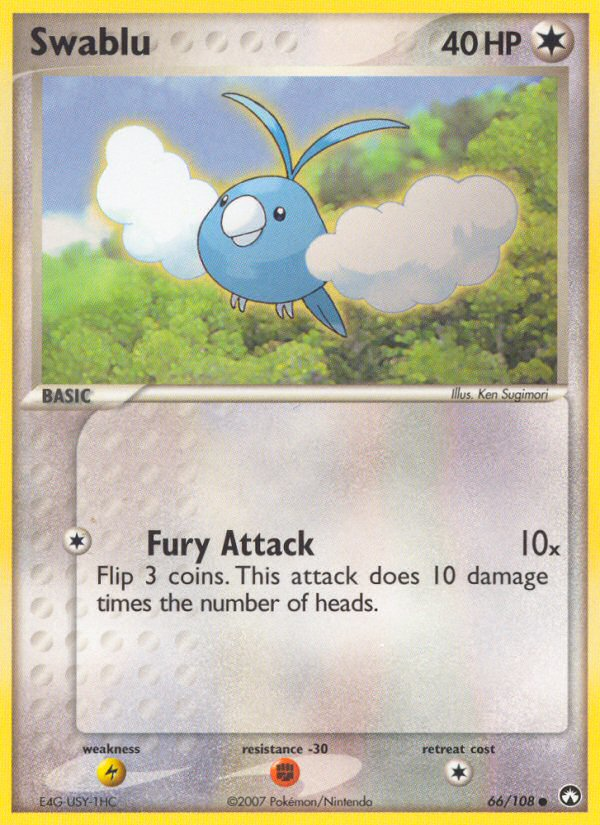 Swablu 40 HP
BASIC Illus. Ken Sugimori
Fury Attack 10x
Flip 3 coins. This attack does 10 damage
times the number of heads.
weakness resistance -30 retreat cost
E4G-USY-1HC ©2007 Pokémon/Nintendo 66/108